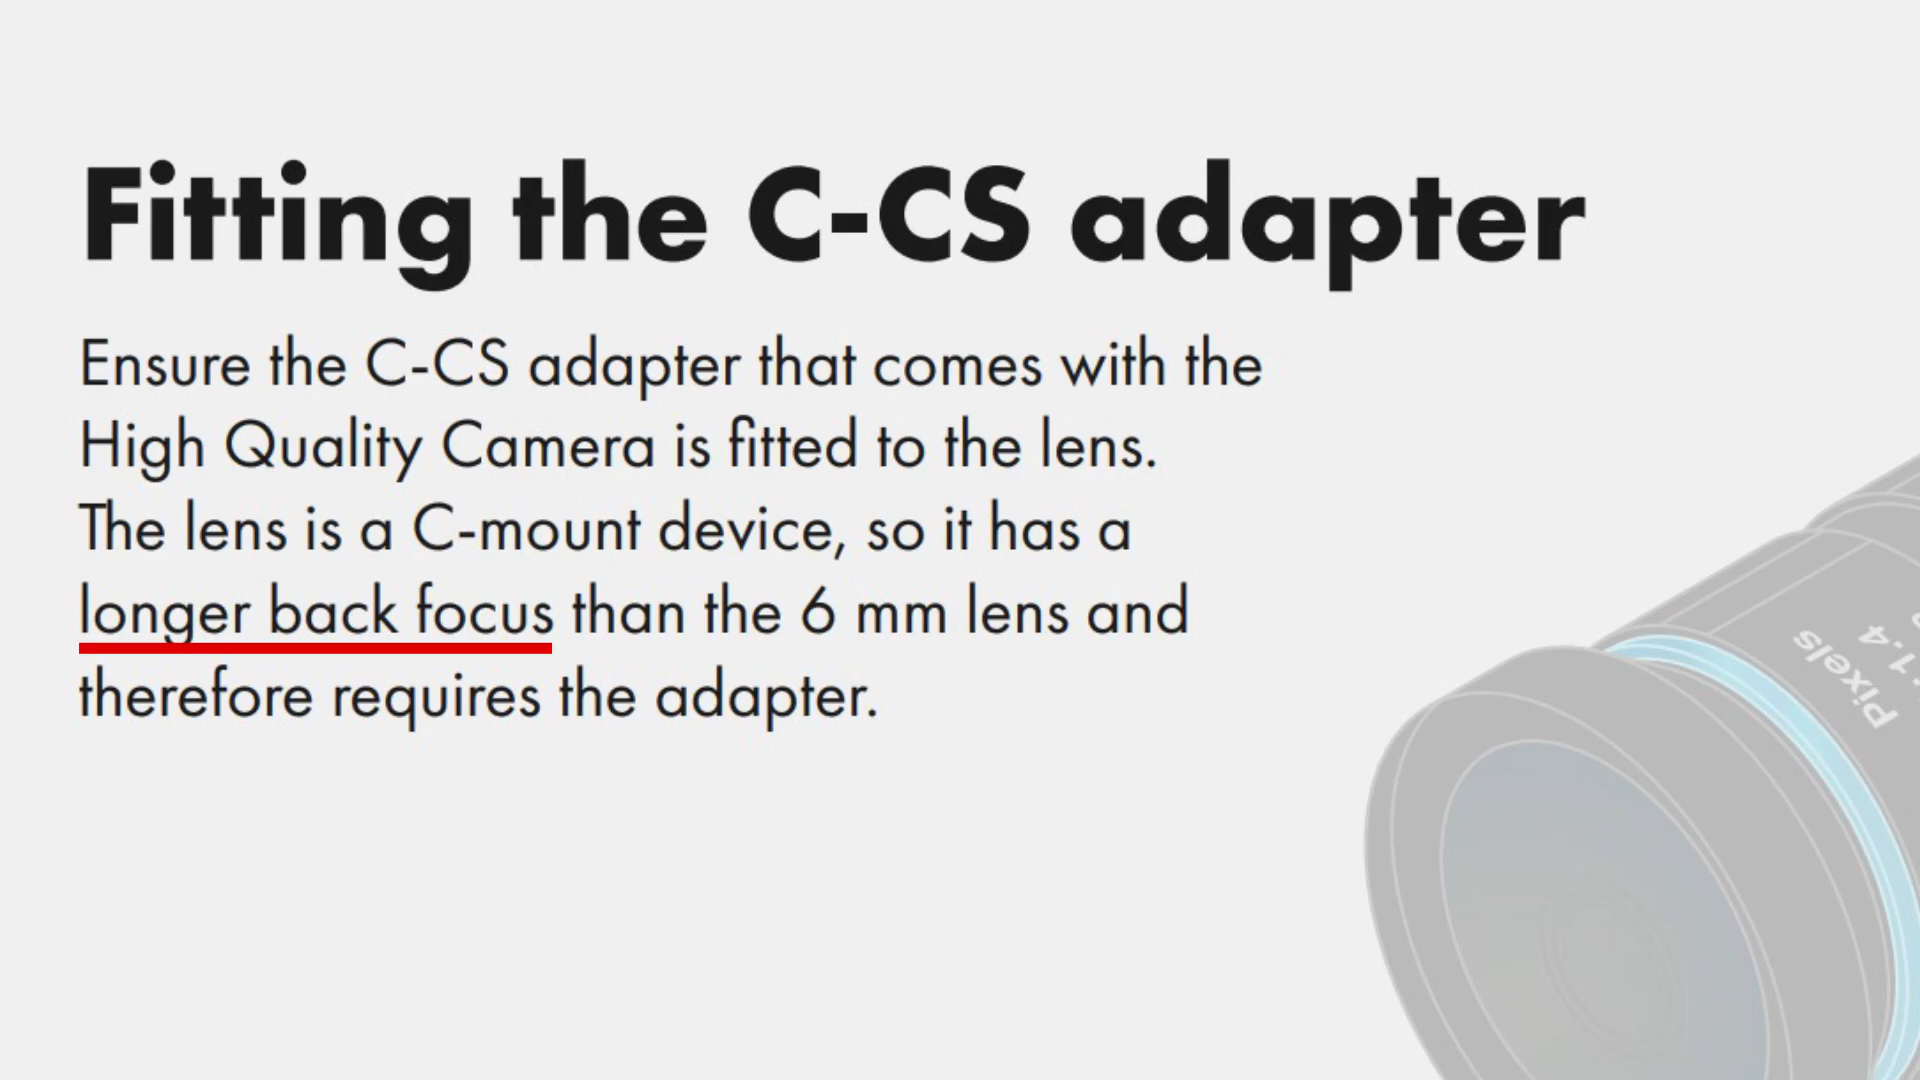 Fitting the C-CS adapter
Ensure the C-CS adapter that comes with the
High Quality Camera is fitted to the lens.
The lens is a C-mount device, so it has a
longer back focus than the 6 mm lens and
therefore requires the adapter.
Pixels
1.4